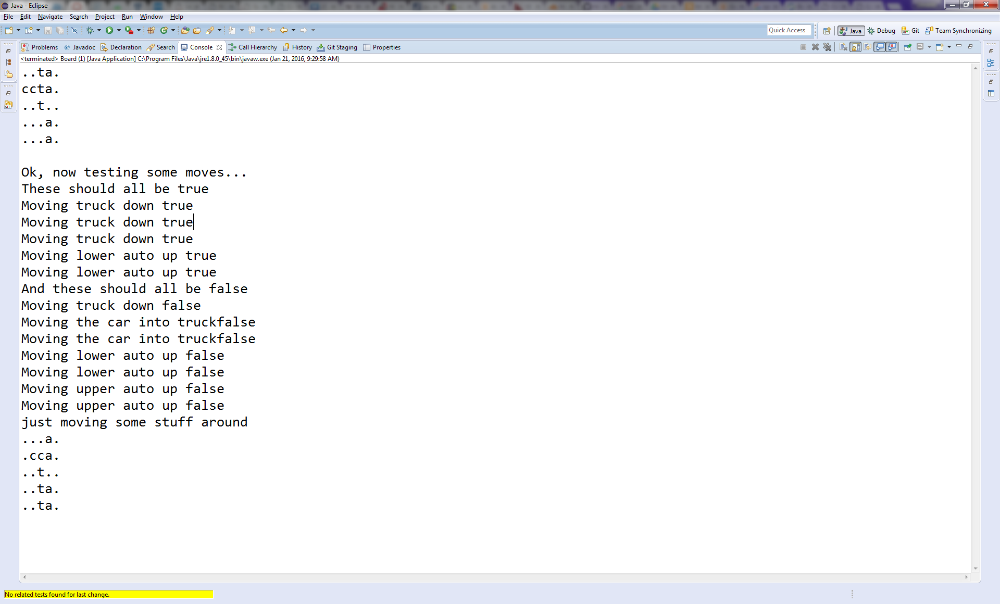 Java - Eclipse
File Edit Navigate Search Project Run Window Help
Quick Access Java Debug Git Team Synchronizing
Problems @ Javadoc Declaration Search Console Call Hierarchy History Git Staging Properties
<terminated> Board (1) [Java Application] C:\Program Files\Java\jre1.8.0_45\bin\javaw.exe (Jan 21, 2016, 9:29:58 AM)
..ta.
ccta.
..t..
...a.
...a.
Ok, now testing some moves...
These should all be true
Moving truck down true
Moving truck down true
Moving truck down true
Moving lower auto up true
Moving lower auto up true
And these should all be false
Moving truck down false
Moving the car into truckfalse
Moving the car into truckfalse
Moving lower auto up false
Moving lower auto up false
Moving upper auto up false
Moving upper auto up false
just moving some stuff around
...a.
.cca.
..t..
..ta.
..ta.
No related tests found for last change.